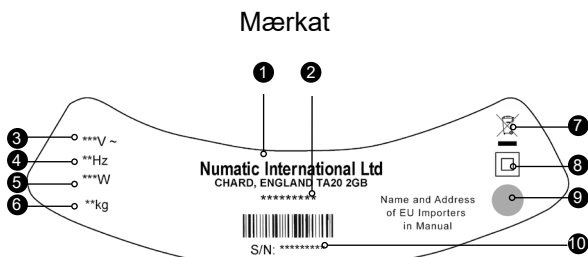 Mærkat
1
2
3
***V ~
4
**Hz
5
***W
6
**kg
Numatic International Ltd
CHARD, ENGLAND TA20 2GB
*********
S/N: *********
Name and Address
of EU Importers
in Manual
7
8
9
10